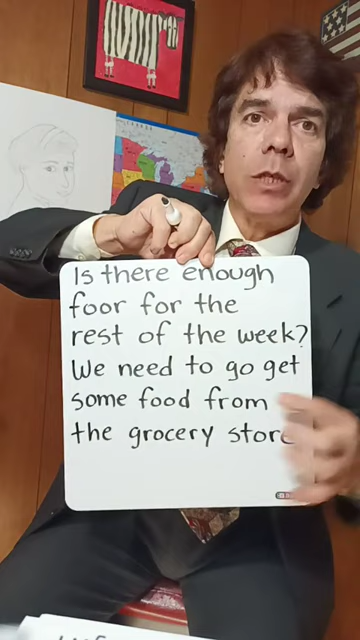 Is there enough
foor for the
rest of the week?
We need to go get
some food from
the grocery store